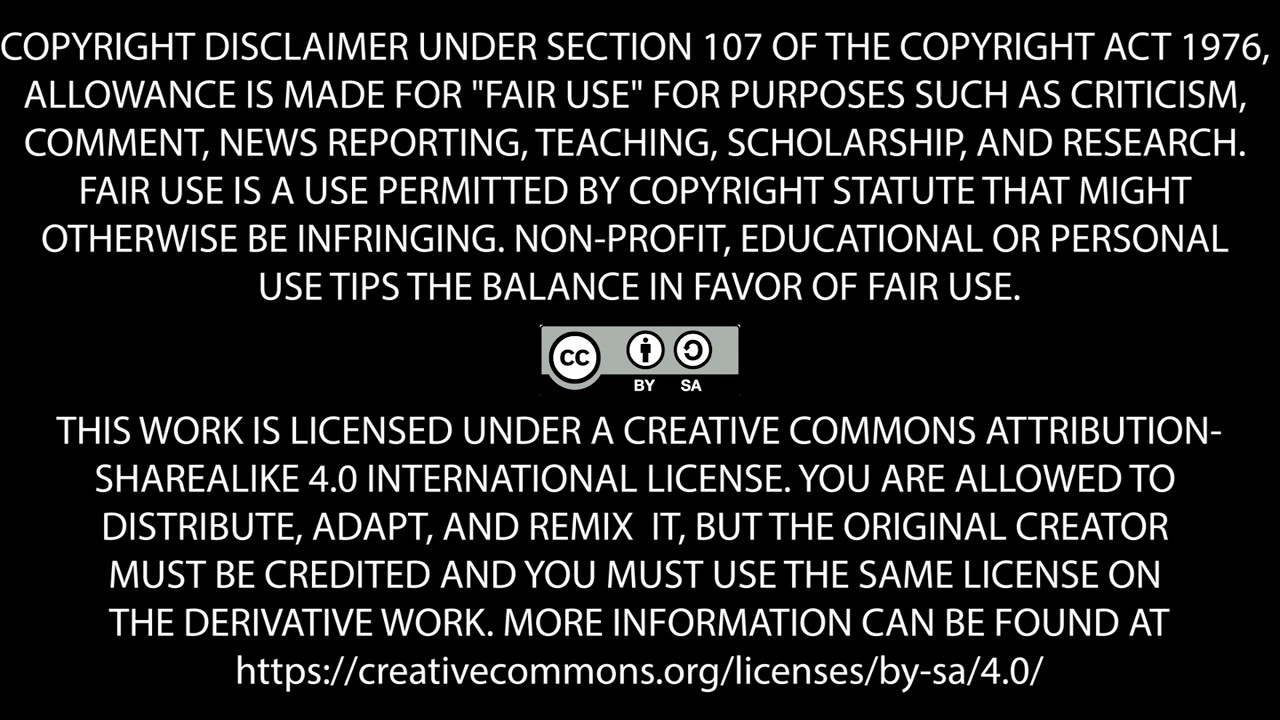 COPYRIGHT DISCLAIMER UNDER SECTION 107 OF THE COPYRIGHT ACT 1976,
ALLOWANCE IS MADE FOR "FAIR USE" FOR PURPOSES SUCH AS CRITICISM,
COMMENT, NEWS REPORTING, TEACHING, SCHOLARSHIP, AND RESEARCH.
FAIR USE IS A USE PERMITTED BY COPYRIGHT STATUTE THAT MIGHT
OTHERWISE BE INFRINGING. NON-PROFIT, EDUCATIONAL OR PERSONAL
USE TIPS THE BALANCE IN FAVOR OF FAIR USE.
CC
BY SA
THIS WORK IS LICENSED UNDER A CREATIVE COMMONS ATTRIBUTION-
SHAREALIKE 4.0 INTERNATIONAL LICENSE. YOU ARE ALLOWED TO
DISTRIBUTE, ADAPT, AND REMIX IT, BUT THE ORIGINAL CREATOR
MUST BE CREDITED AND YOU MUST USE THE SAME LICENSE ON
THE DERIVATIVE WORK. MORE INFORMATION CAN BE FOUND AT
https://creativecommons.org/licenses/by-sa/4.0/